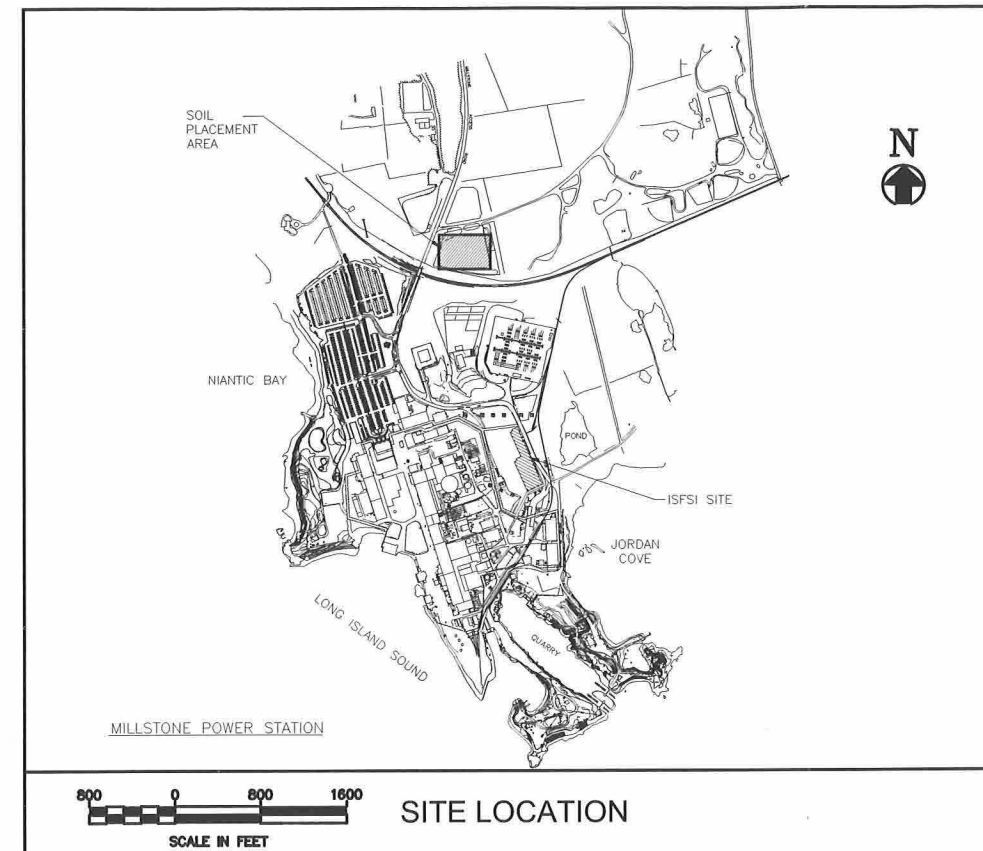 SOIL
PLACEMENT
AREA
N
NIANTIC BAY
POND
ISFSI SITE
JORDAN
COVE
LONG ISLAND SOUND
QUARRY
MILLSTONE POWER STATION
800 0 800 1600
SCALE IN FEET
SITE LOCATION